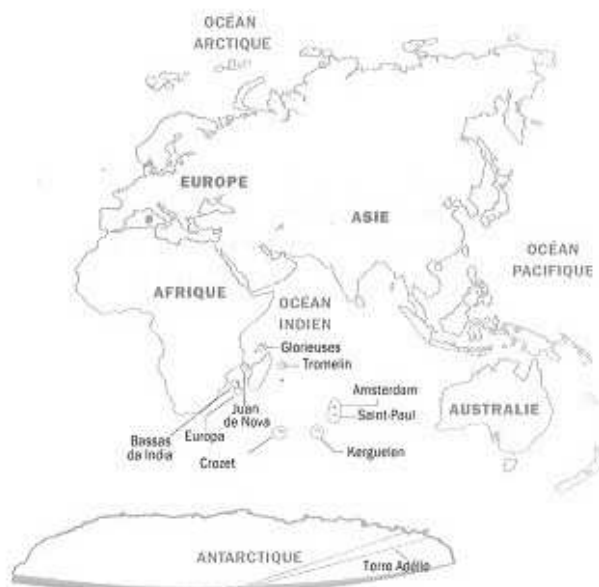 OCÉAN
ARCTIQUE
EUROPE
ASIE
OCÉAN
PACIFIQUE
AFRIQUE
OCÉAN
INDIEN
Glorieuses
Tromelin
Amsterdam
Saint-Paul
AUSTRALIE
Juan
de Nova
Europa
Bassas
da India
Crozet
Kerguelen
ANTARCTIQUE
Terre Adélie